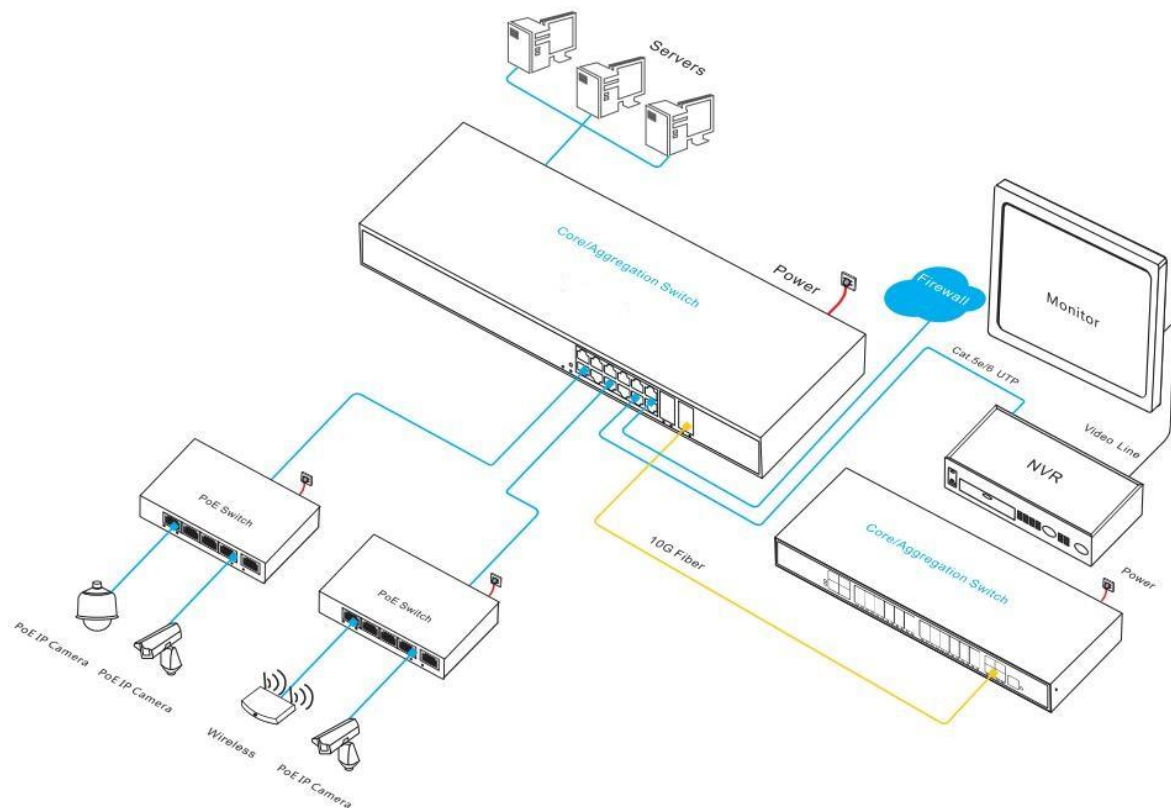 Servers
Core/Aggregation Switch
Power
Firewall
Monitor
Cat.5e/6 UTP
Video Line
NVR
PoE Switch
10G Fiber
Core/Aggregation Switch
Power
PoE Switch
PoE IP Camera
PoE IP Camera
Wireless
PoE IP Camera